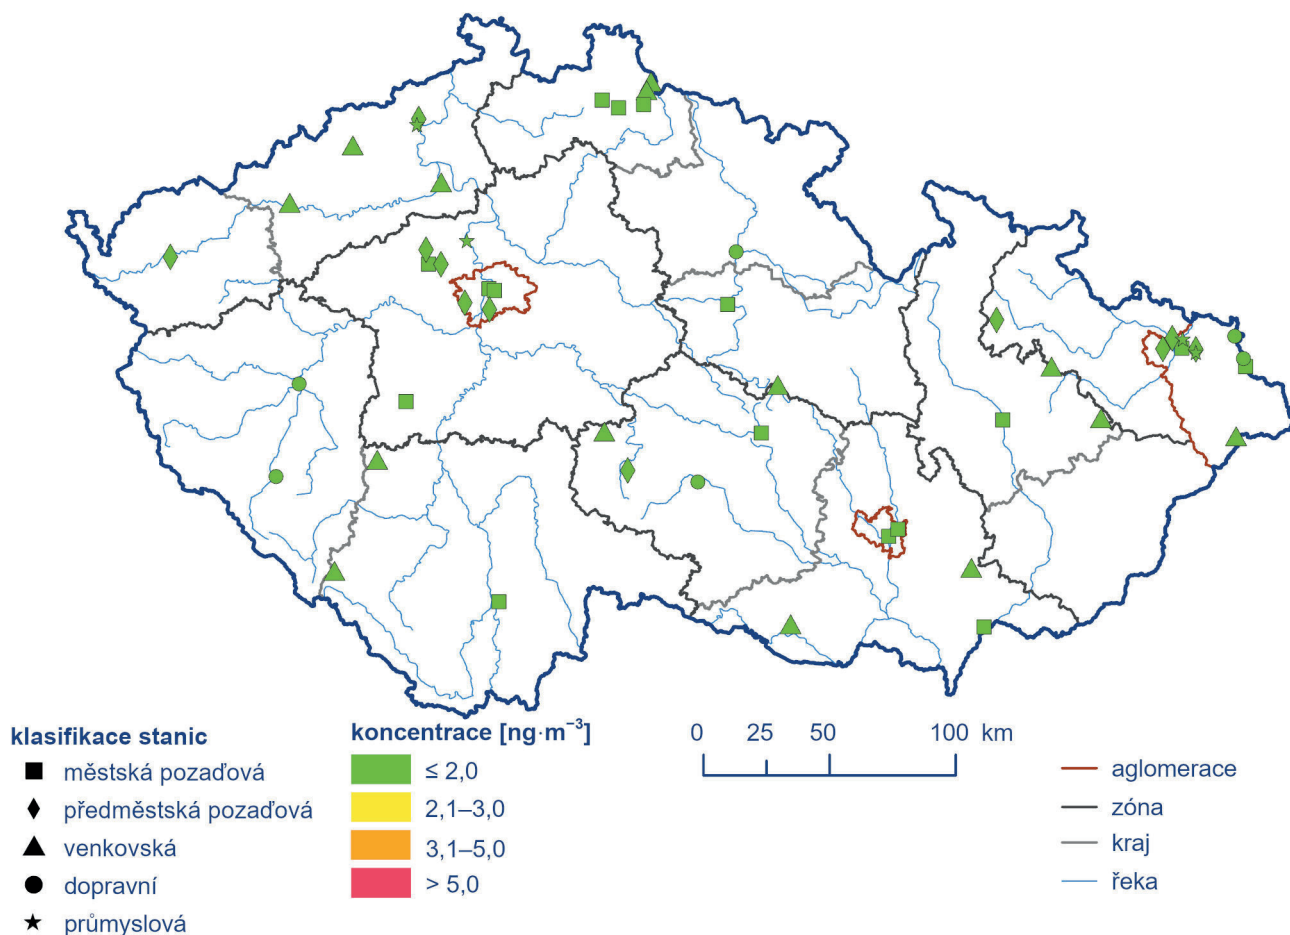 klasifikace stanic
městská pozaďová
předměstská pozaďová
venkovská
dopravní
průmyslová
koncentrace [ng·m⁻³]
≤ 2,0
2,1–3,0
3,1–5,0
> 5,0
0 25 50 100 km
aglomerace
zóna
kraj
řeka